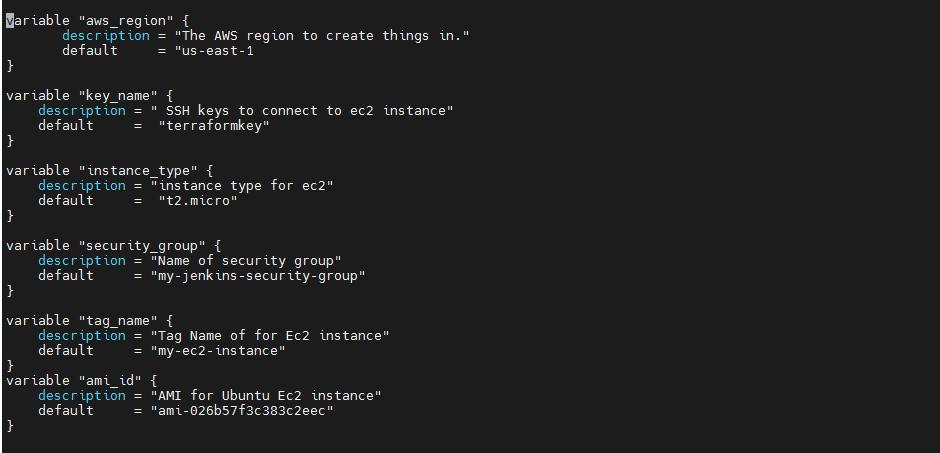 variable "aws_region" {
       description = "The AWS region to create things in."
       default     = "us-east-1
}

variable "key_name" {
    description = " SSH keys to connect to ec2 instance"
    default     =  "terraformkey"
}

variable "instance_type" {
    description = "instance type for ec2"
    default     =  "t2.micro"
}

variable "security_group" {
    description = "Name of security group"
    default     = "my-jenkins-security-group"
}

variable "tag_name" {
    description = "Tag Name of for Ec2 instance"
    default     = "my-ec2-instance"
}
variable "ami_id" {
    description = "AMI for Ubuntu Ec2 instance"
    default     = "ami-026b57f3c383c2eec"
}